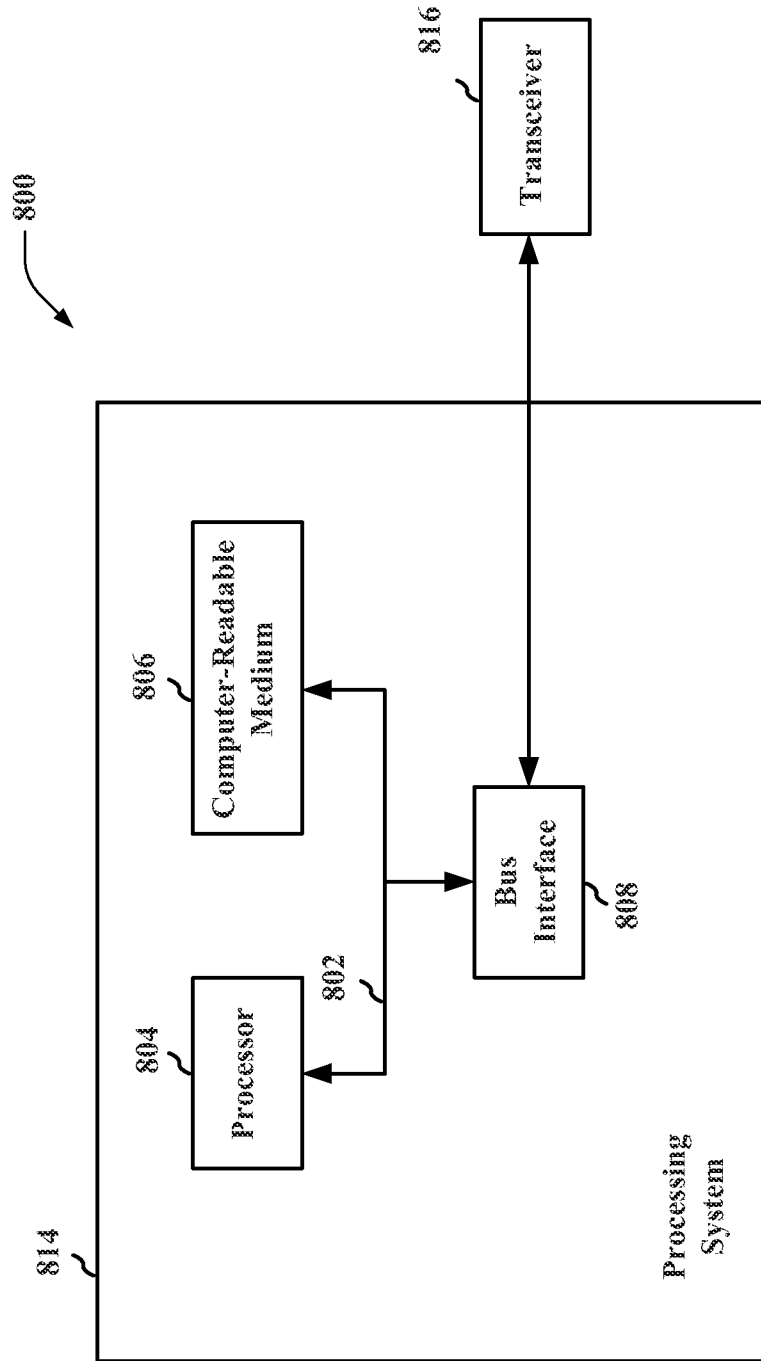 800
814
804
Processor
806
Computer-Readable
Medium
802
Bus
Interface
808
816
Transceiver
Processing
System